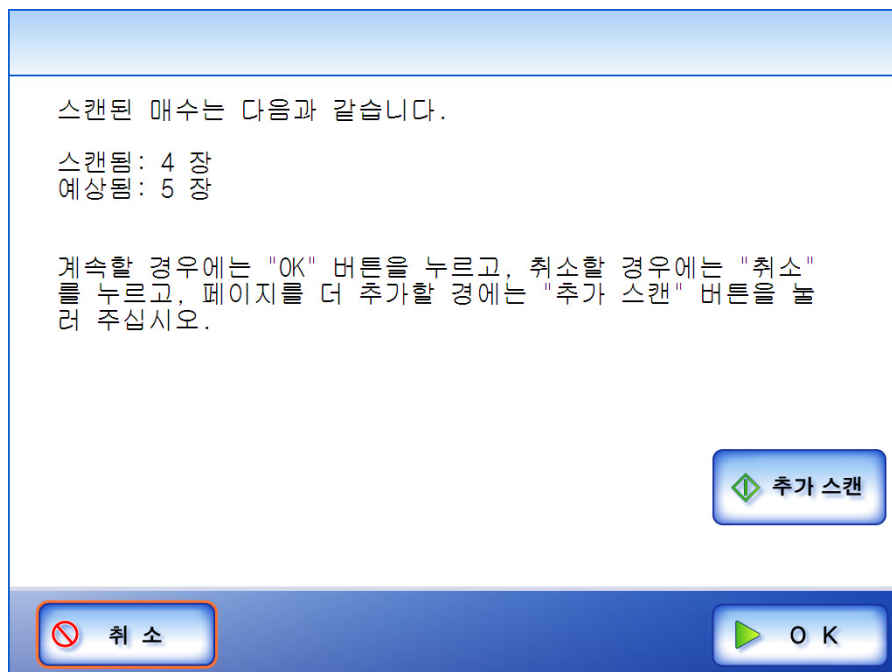 스캔된 매수는 다음과 같습니다.
스캔됨: 4 장
예상됨: 5 장
계속할 경우에는 "OK" 버튼을 누르고, 취소할 경우에는 "취소"
를 누르고, 페이지를 더 추가할 경에는 "추가 스캔" 버튼을 눌
러 주십시오.
추가 스캔
취 소
O K